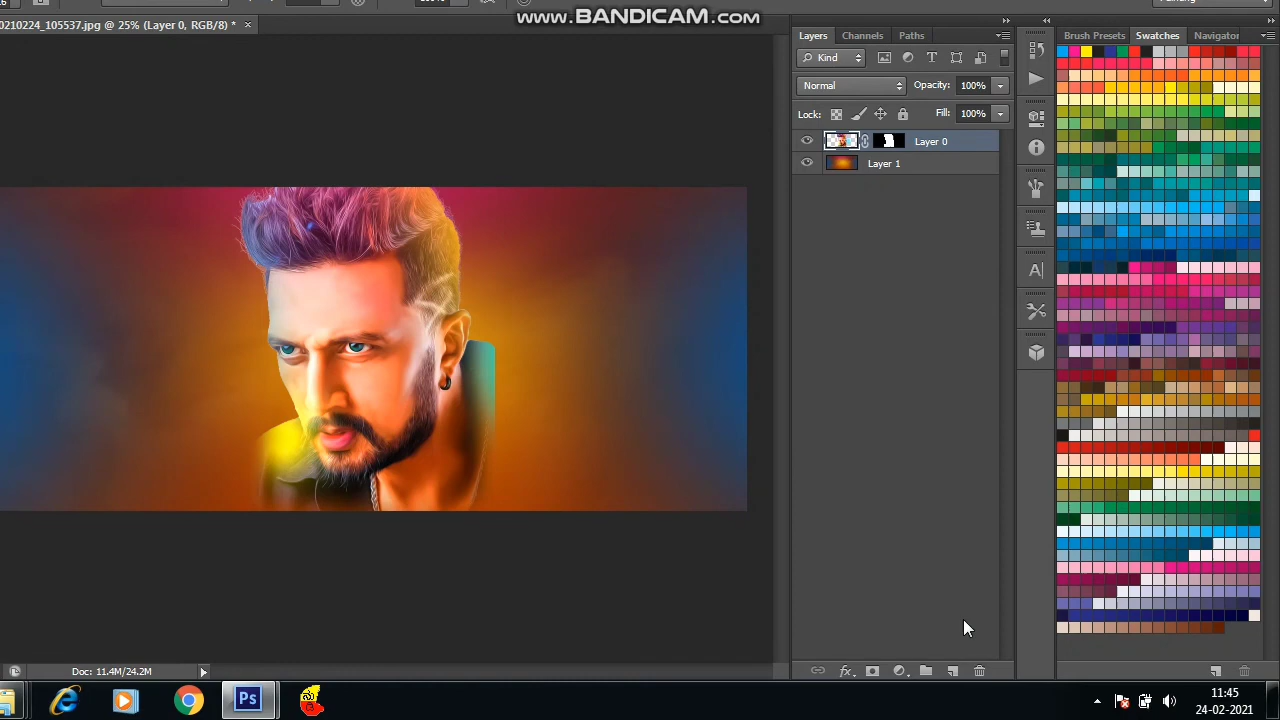 www.BANDICAM.com
0210224_105537.jpg @ 25% (Layer 0, RGB/8) *
Layers Channels Paths
Brush Presets Swatches Navigator
Kind
Normal Opacity: 100%
Lock: Fill: 100%
Layer 0
Layer 1
Doc: 11.4M/24.2M
Ps
11:45
24-02-2021